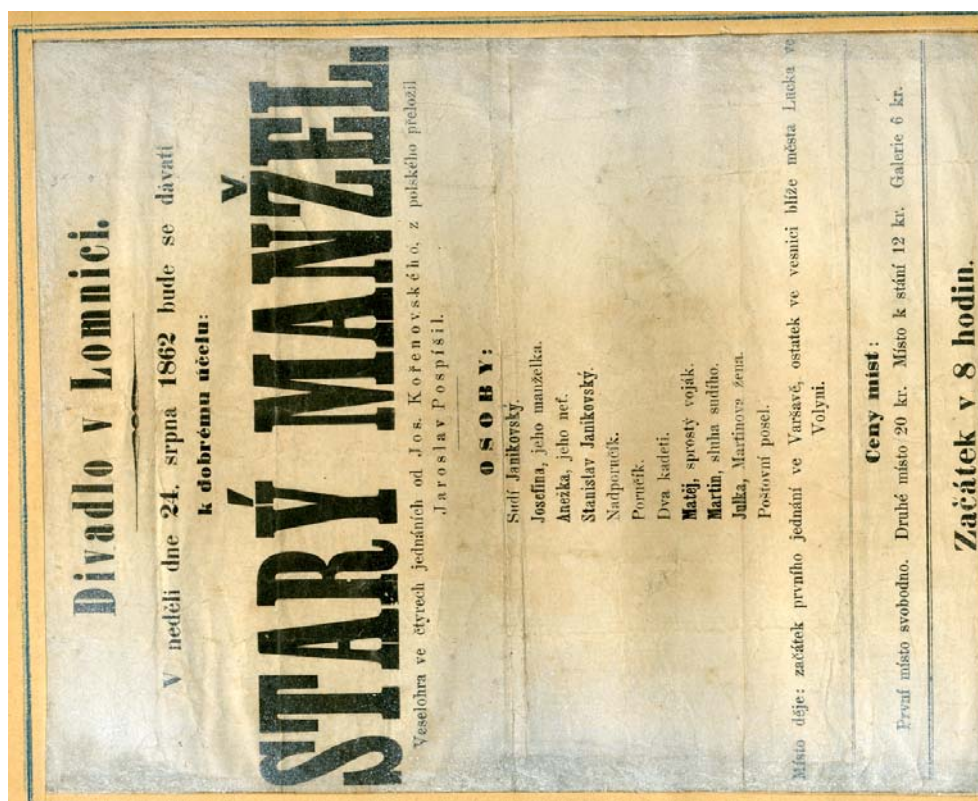 Divadlo v Lomnici.
V neděli dne 24. srpna 1862 bude se dávati
k dobrému účelu:
STARÝ MANŽEL.
Veselohra ve čtyrech jednáních od Jos. Kořenovského, z polského přeložil
Jaroslav Pospíšil.
OSOBY:
Sudí Janikovský.
Josefina, jeho manželka.
Anežka, jeho neť.
Stanislav Janikovský.
Nadporučík.
Poručík.
Dva kadeti.
Matěj, sprostý voják.
Martin, sluha sudího.
Julka, Martinova žena.
Poštovní posel.
Místo děje: začátek prvního jednání ve Varšavě, ostatek ve vesnici blíže města Lucka ve
Volyni.
Ceny míst:
První místo svobodno. Druhé místo 20 kr. Místo k stání 12 kr. Galerie 6 kr.
Začátek v 8 hodin.